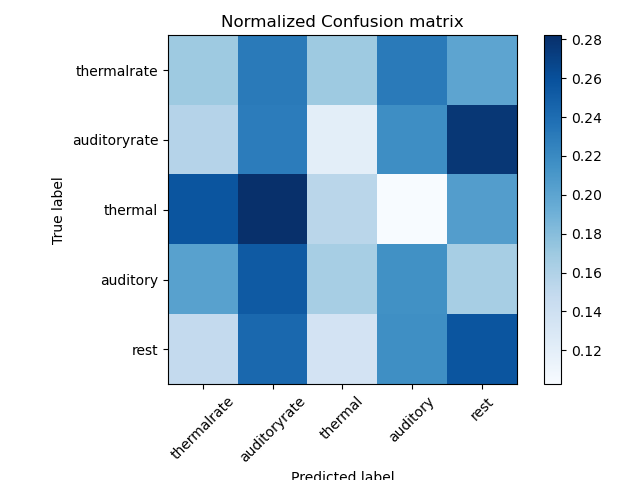 Normalized Confusion matrix
True label
thermalrate
auditoryrate
thermal
auditory
rest
thermalrate
auditoryrate
thermal
auditory
rest
Predicted label
0.28
0.26
0.24
0.22
0.20
0.18
0.16
0.14
0.12